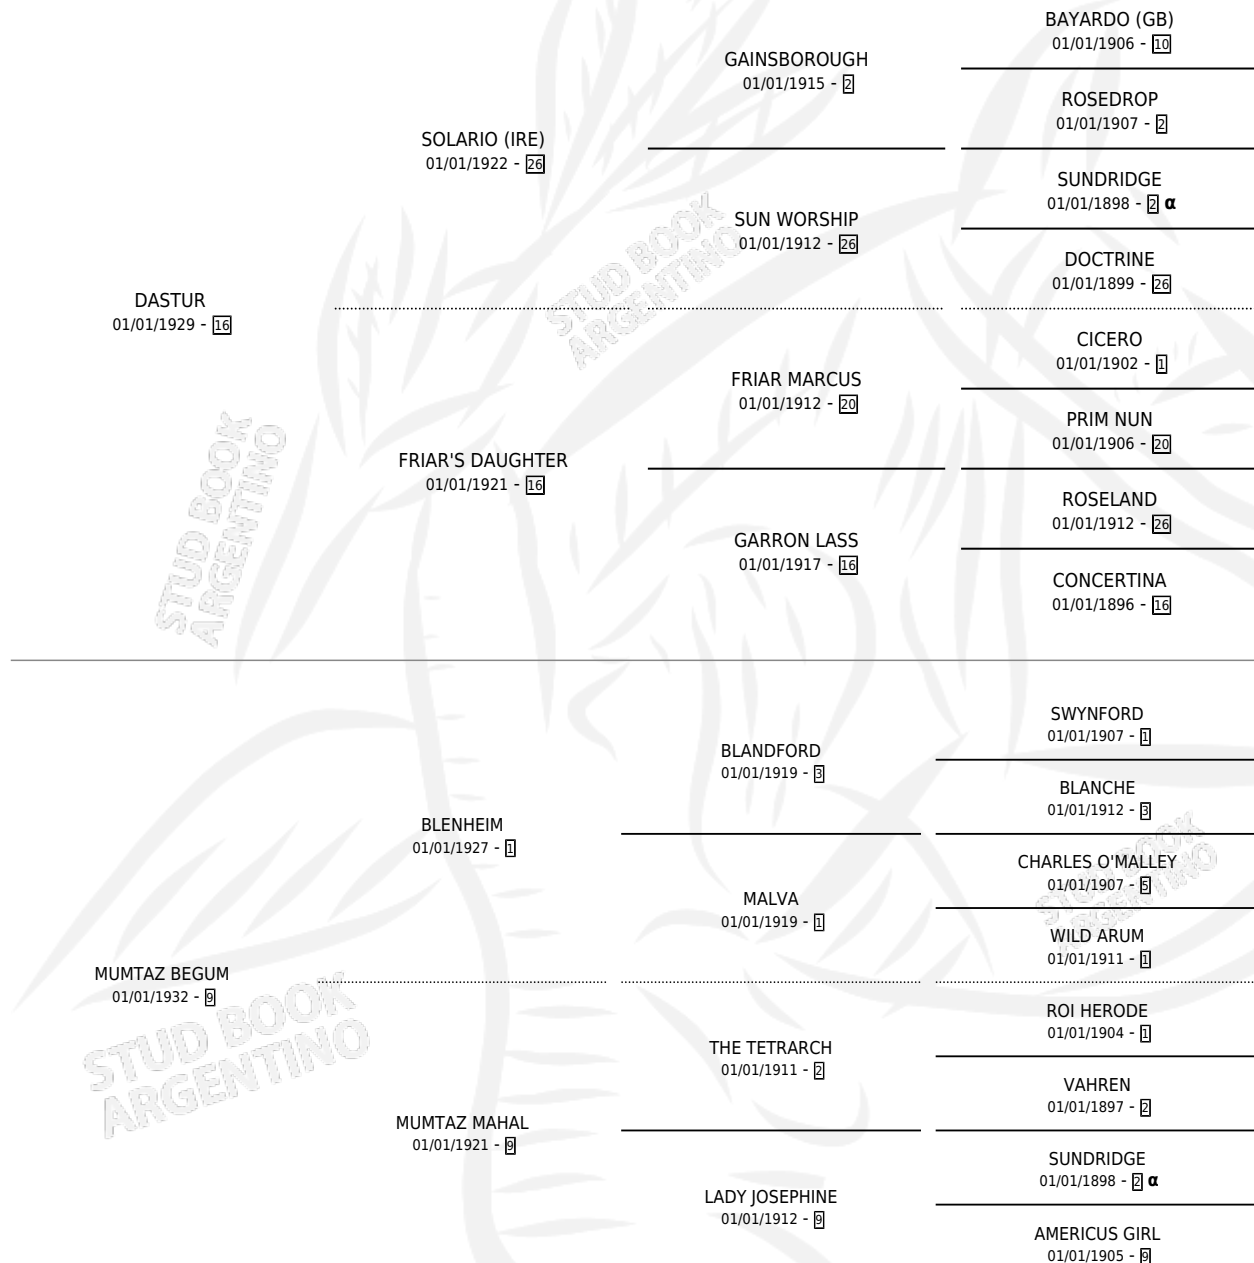 BAYARDO (GB)
01/01/1906 - 10
GAINSBOROUGH
01/01/1915 - 2
ROSEDROP
01/01/1907 - 2
SOLARIO (IRE)
01/01/1922 - 26
SUNDRIDGE
01/01/1898 - 2 α
SUN WORSHIP
01/01/1912 - 26
DOCTRINE
01/01/1899 - 26
DASTUR
01/01/1929 - 16
CICERO
01/01/1902 - 1
FRIAR MARCUS
01/01/1912 - 20
PRIM NUN
01/01/1906 - 20
FRIAR'S DAUGHTER
01/01/1921 - 16
ROSELAND
01/01/1912 - 26
GARRON LASS
01/01/1917 - 16
CONCERTINA
01/01/1896 - 16
SWYNFORD
01/01/1907 - 1
BLANDFORD
01/01/1919 - 3
BLANCHE
01/01/1912 - 3
BLENHEIM
01/01/1927 - 1
CHARLES O'MALLEY
01/01/1907 - 5
MALVA
01/01/1919 - 1
WILD ARUM
01/01/1911 - 1
MUMTAZ BEGUM
01/01/1932 - 9
ROI HERODE
01/01/1904 - 1
THE TETRARCH
01/01/1911 - 2
VAHREN
01/01/1897 - 2
MUMTAZ MAHAL
01/01/1921 - 9
SUNDRIDGE
01/01/1898 - 2 α
LADY JOSEPHINE
01/01/1912 - 9
AMERICUS GIRL
01/01/1905 - 9
STUD BOOK
ARGENTINO
STUD BOOK
ARGENTINO
STUD BOOK
ARGENTINO
STUD BOOK
ARGENTINO